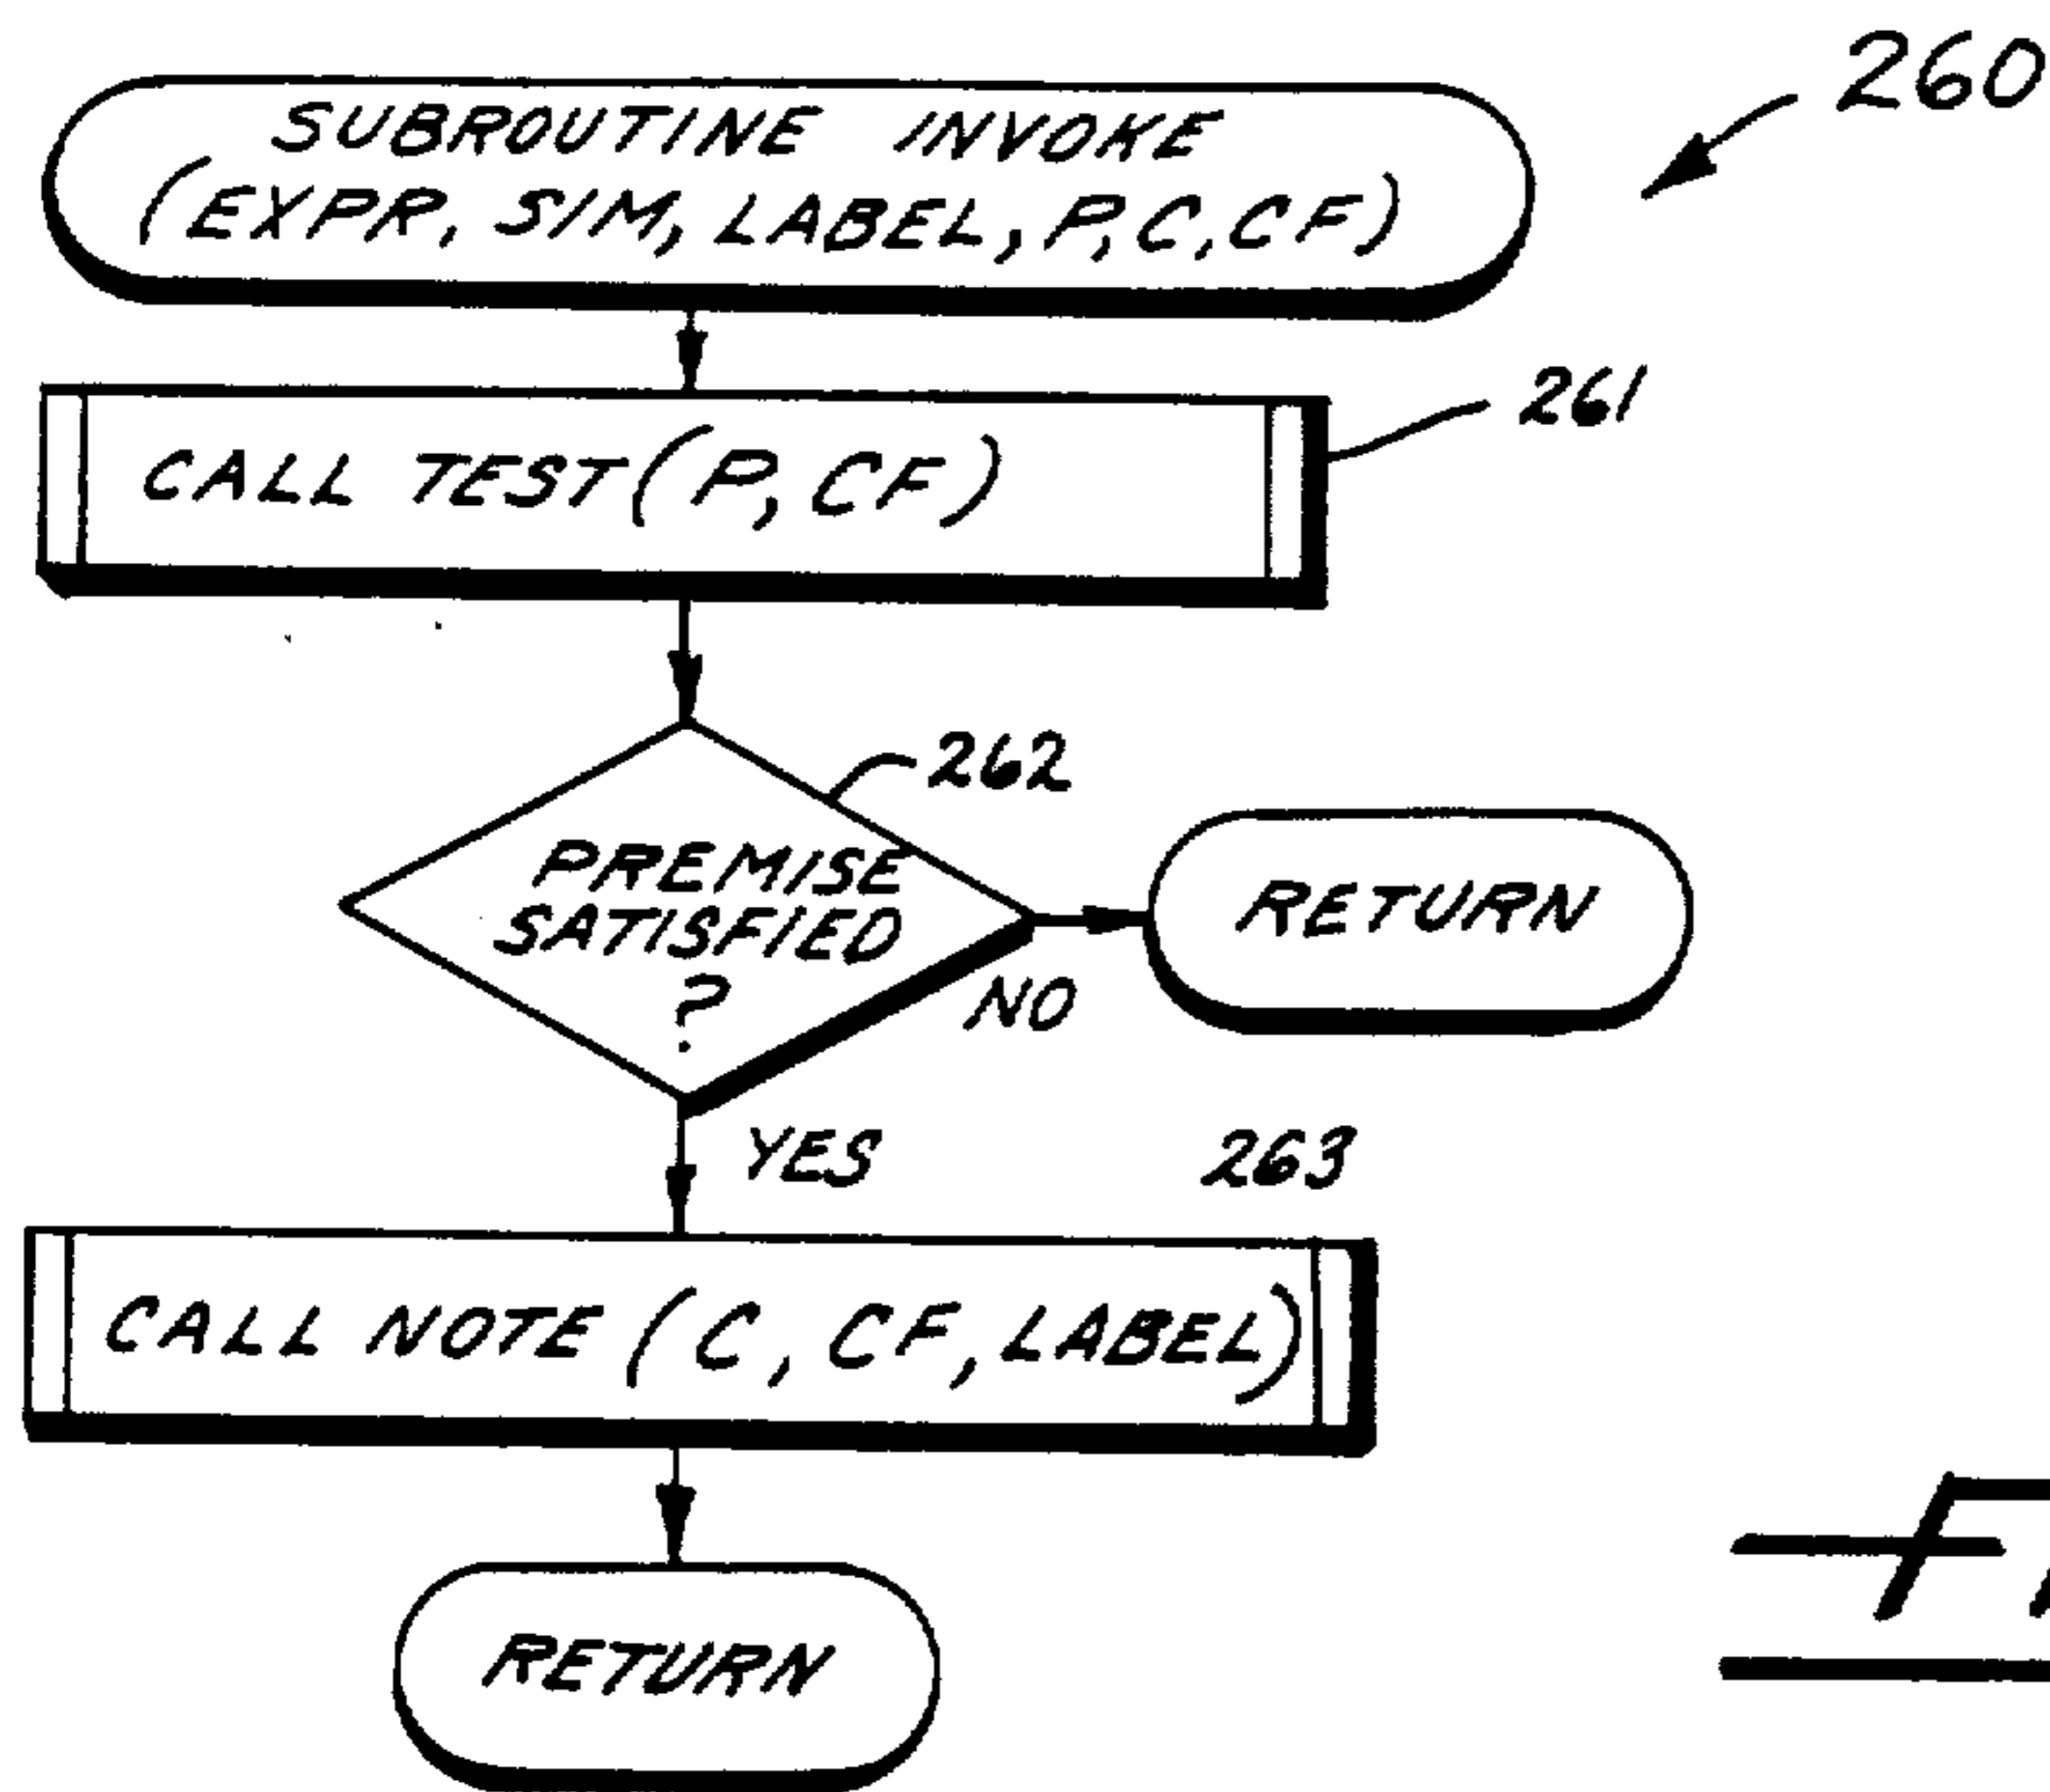 260
SUBROUTINE INVOKE
(EXPR, SIM, LABEL, P, C, CF)
261
CALL TEST(P, CF)
262
PREMISE
SATISFIED
?
RETURN
NO
YES
263
CALL NOTE (C, CF, LABEL)
RETURN